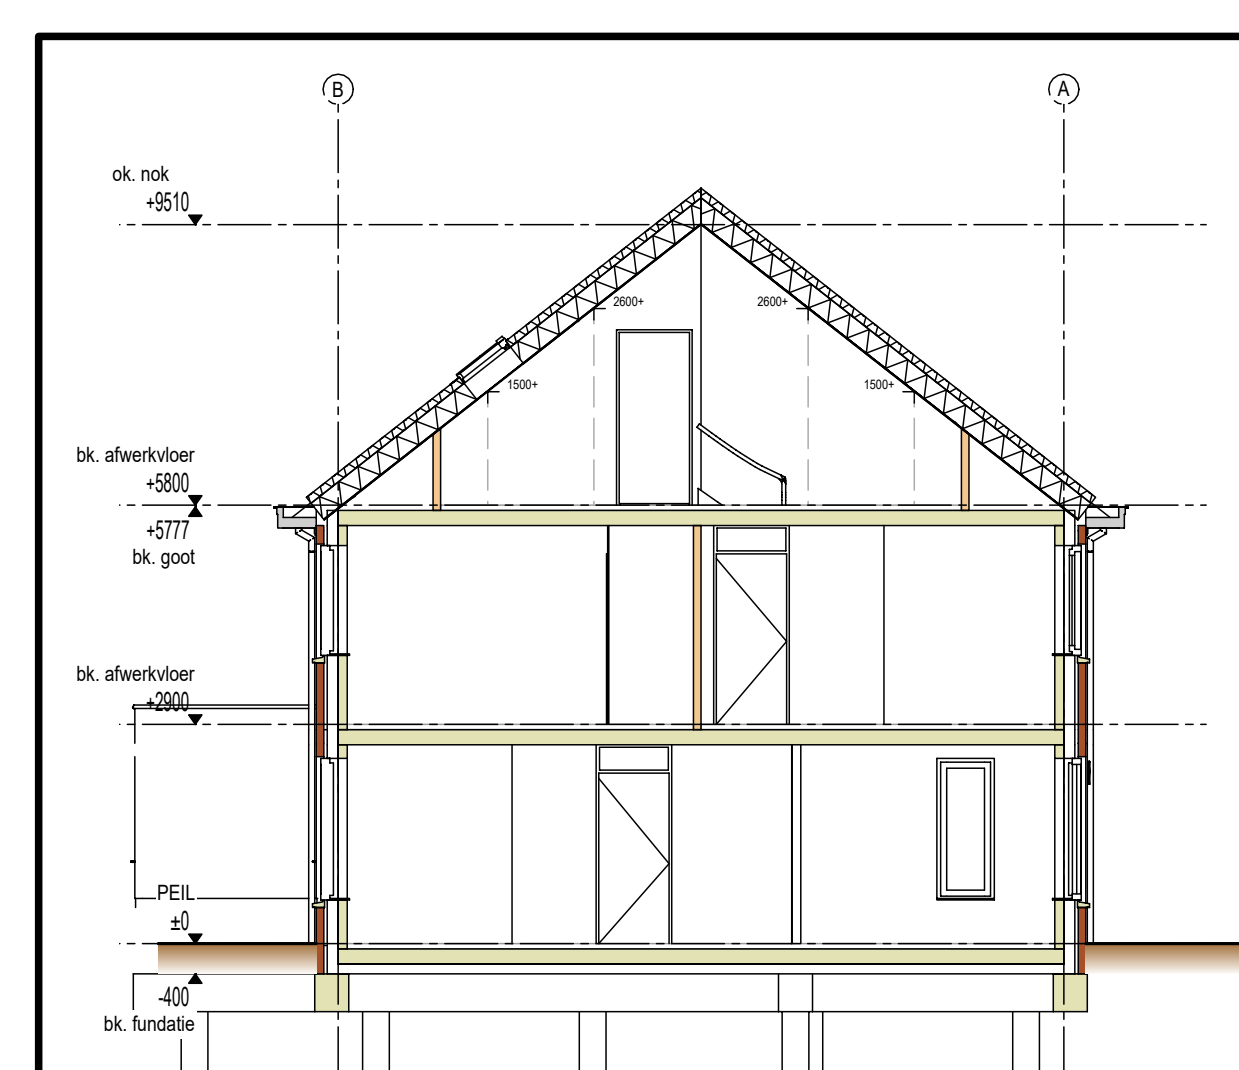 B
A
ok. nok
+9510
2600+
2600+
1500+
1500+
bk. afwerkvloer
+5800
+5777
bk. goot
bk. afwerkvloer
+2900
PEIL
±0
-400
bk. fundatie